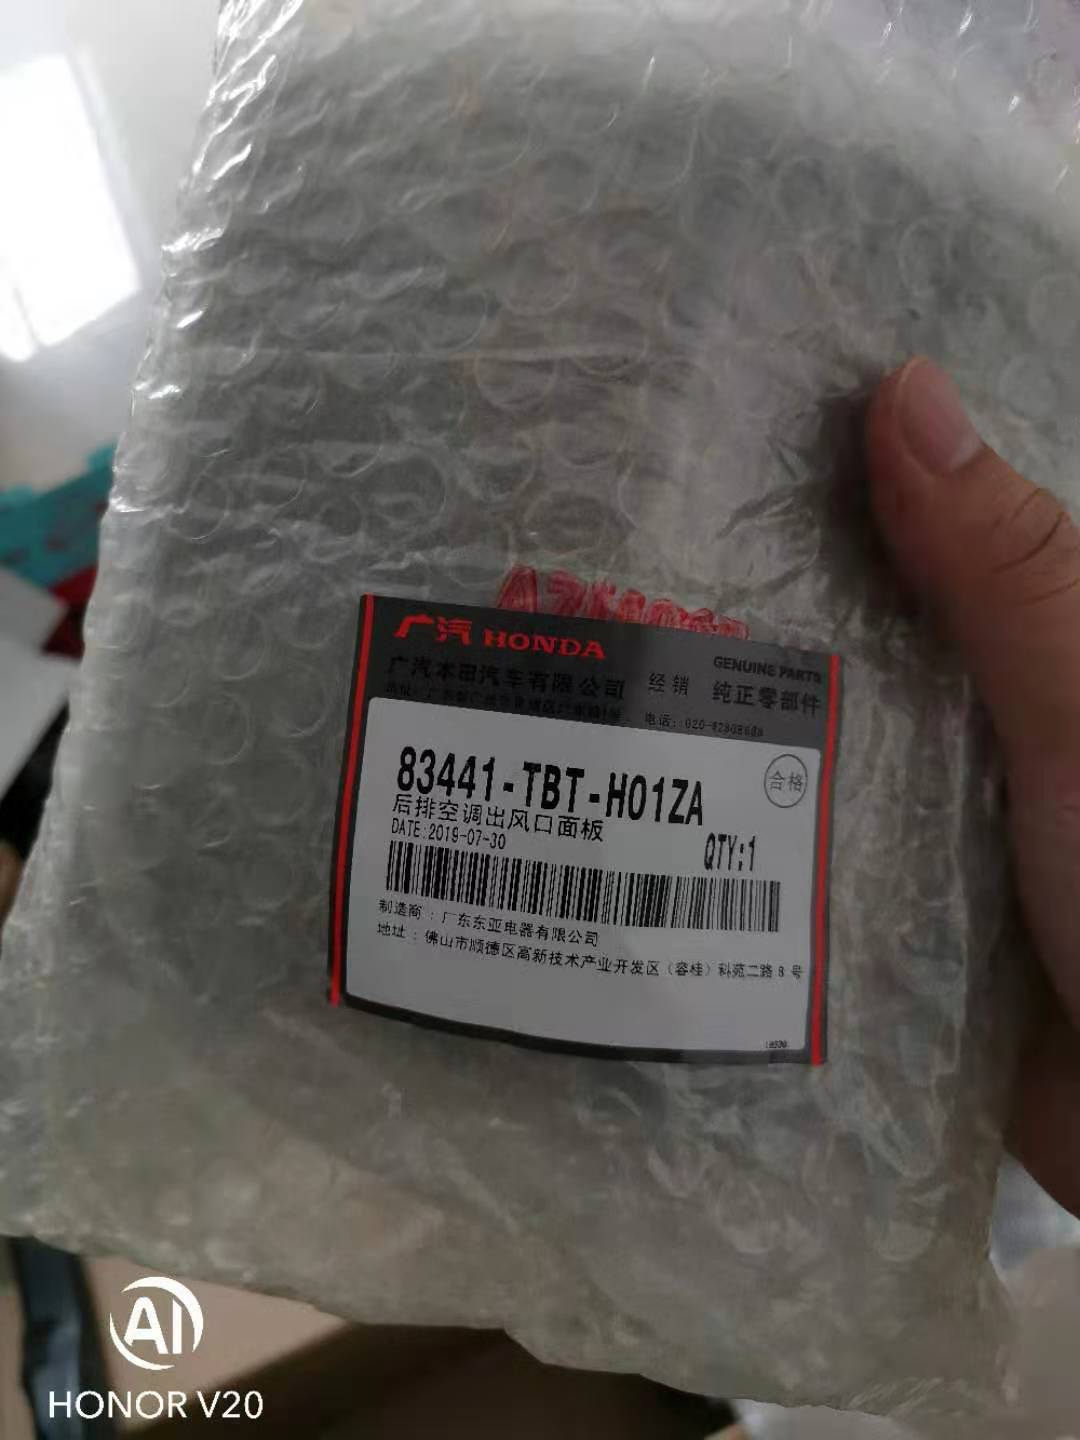 广汽 HONDA
广汽本田汽车有限公司 经销
GENUINE PARTS
纯正零部件
83441-TBT-H01ZA
合格
后排空调出风口面板
DATE:2019-07-30
QTY:1
制造商：广东东亚电器有限公司
地址：佛山市顺德区高新技术产业开发区（容桂）科苑二路8号
AI
HONOR V20